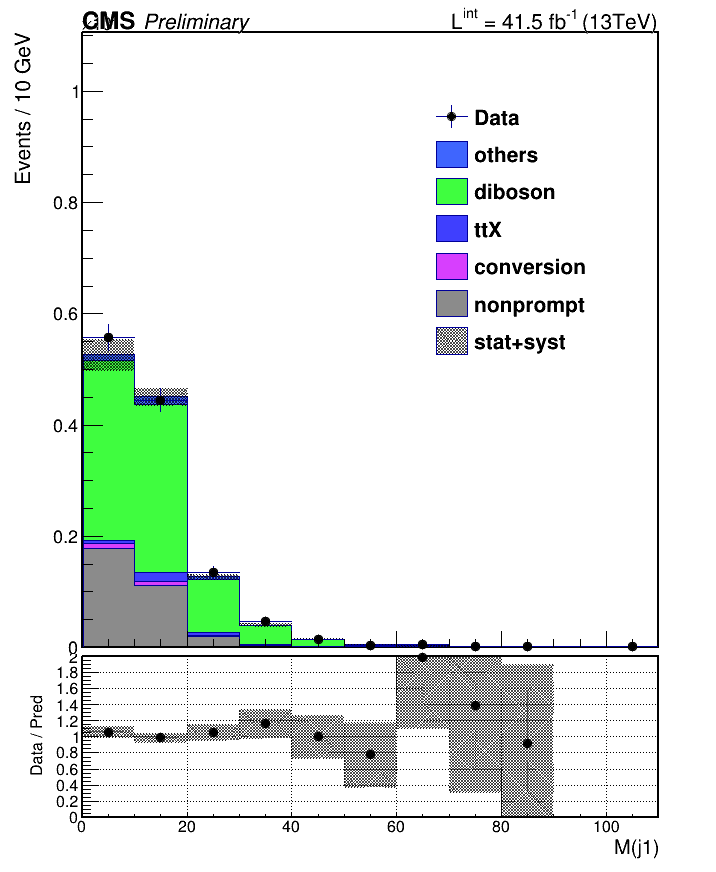 CMS Preliminary
L^int = 41.5 fb^-1 (13TeV)
Events / 10 GeV
1
0.8
0.6
0.4
0.2
0
Data
others
diboson
ttX
conversion
nonprompt
stat+syst
Data / Pred
2
1.8
1.6
1.4
1.2
1
0.8
0.6
0.4
0.2
0
0 20 40 60 80 100
M(j1)